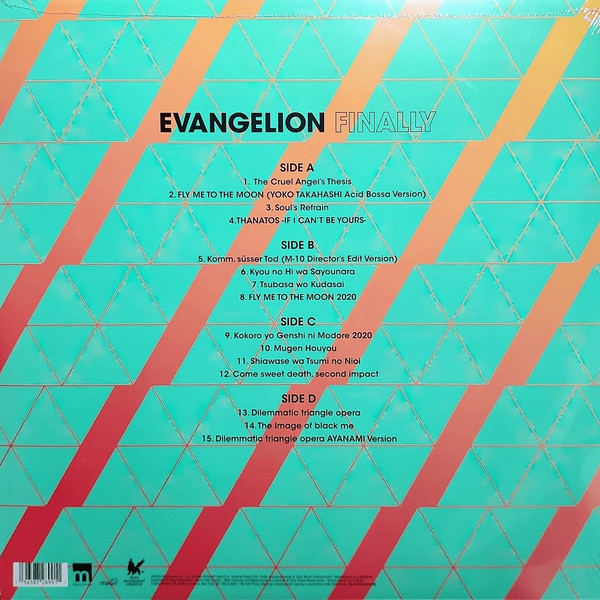 EVANGELION FINALLY
SIDE A
1. The Cruel Angel's Thesis
2. FLY ME TO THE MOON (YOKO TAKAHASHI Acid Bossa Version)
3. Soul's Refrain
4.THANATOS -IF I CAN'T BE YOURS-
SIDE B
5. Komm, süsser Tod (M-10 Director's Edit Version)
6. Kyou no Hi wa Sayounara
7. Tsubasa wo Kudasai
8. FLY ME TO THE MOON 2020
SIDE C
9. Kokoro yo Genshi ni Modore 2020
10. Mugen Houyou
11. Shiawase wa Tsumi no Nioi
12. Come sweet death, second impact
SIDE D
13. Dilemmatic triangle opera
14. The Image of black me
15. Dilemmatic triangle opera AYANAMI Version